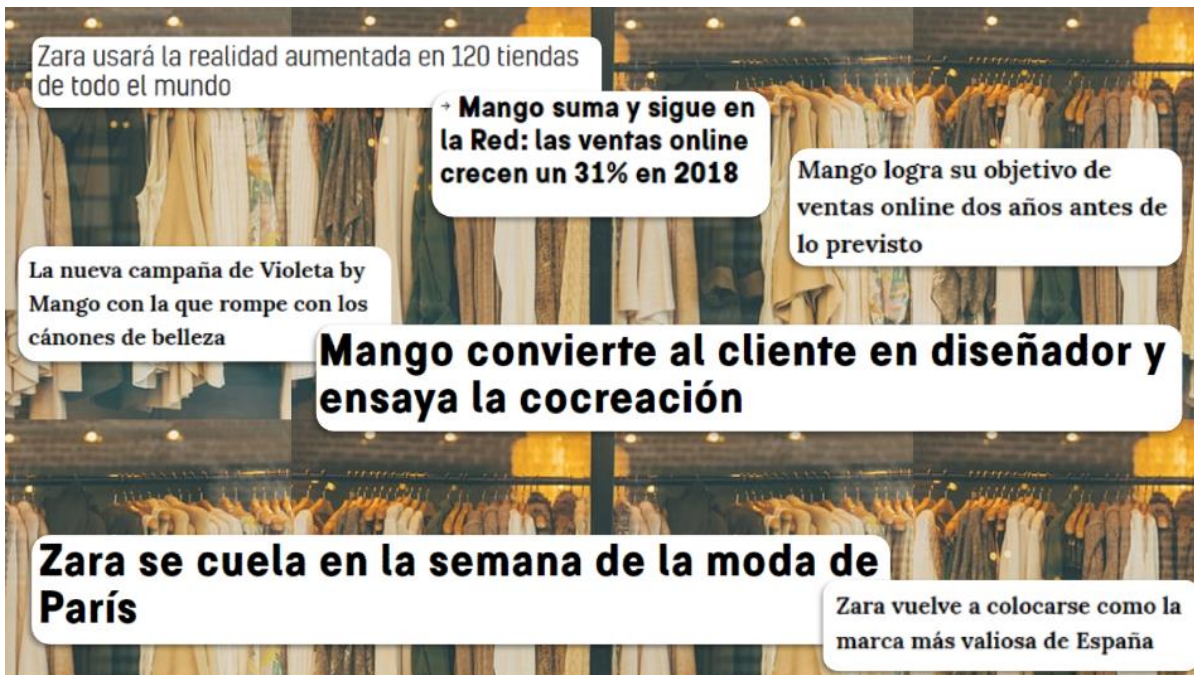 Zara usará la realidad aumentada en 120 tiendas
de todo el mundo
→ Mango suma y sigue en
la Red: las ventas online
crecen un 31% en 2018
Mango logra su objetivo de
ventas online dos años antes de
lo previsto
La nueva campaña de Violeta by
Mango con la que rompe con los
cánones de belleza
Mango convierte al cliente en diseñador y
ensaya la cocreación
Zara se cuela en la semana de la moda de
París
Zara vuelve a colocarse como la
marca más valiosa de España